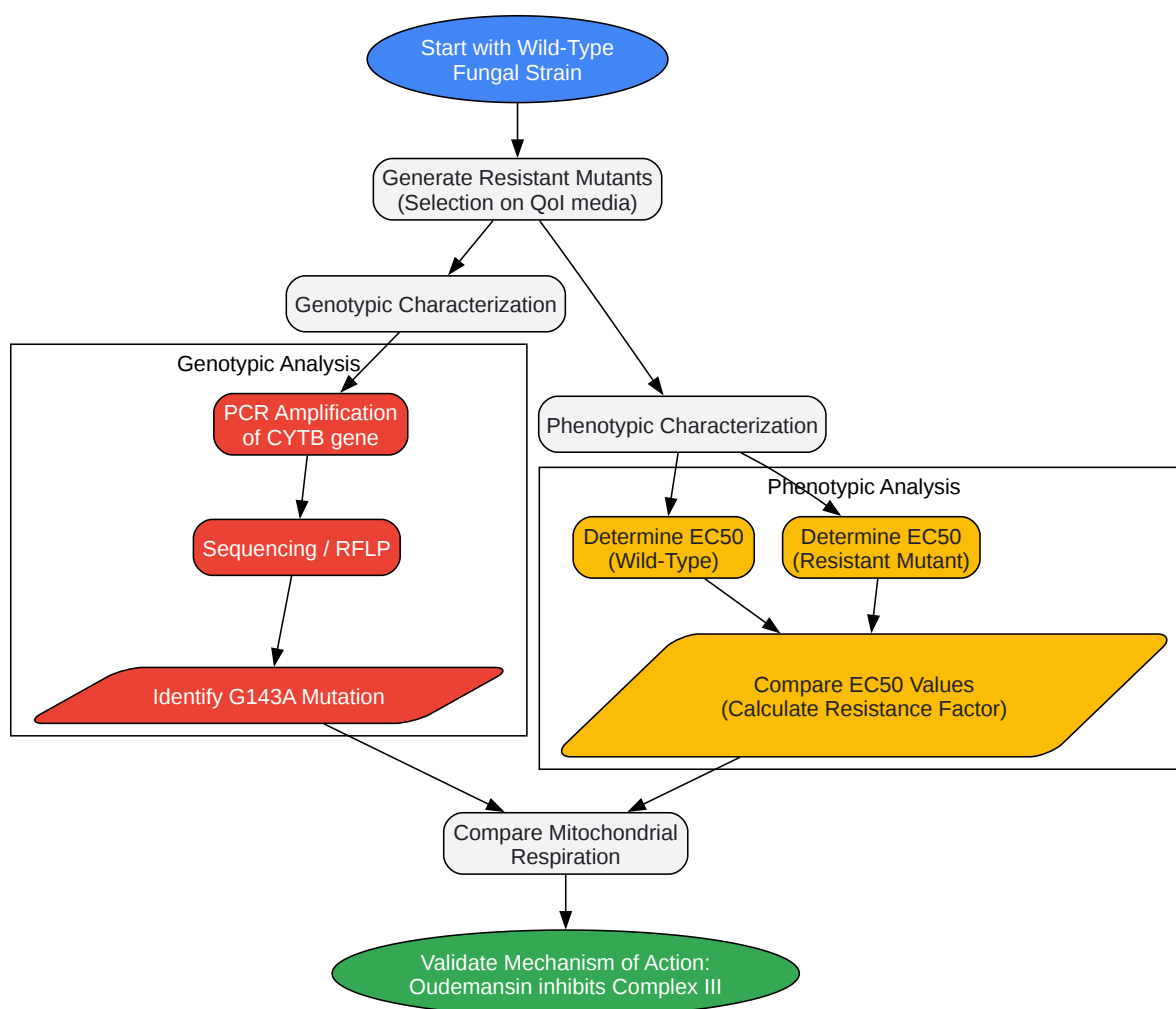 Start with Wild-Type
Fungal Strain
Generate Resistant Mutants
(Selection on QoI media)
Genotypic Characterization
Genotypic Analysis
PCR Amplification
of CYTB gene
Sequencing / RFLP
Identify G143A Mutation
Phenotypic Characterization
Phenotypic Analysis
Determine EC50
(Wild-Type)
Determine EC50
(Resistant Mutant)
Compare EC50 Values
(Calculate Resistance Factor)
Compare Mitochondrial
Respiration
Validate Mechanism of Action:
Oudemansin inhibits Complex III